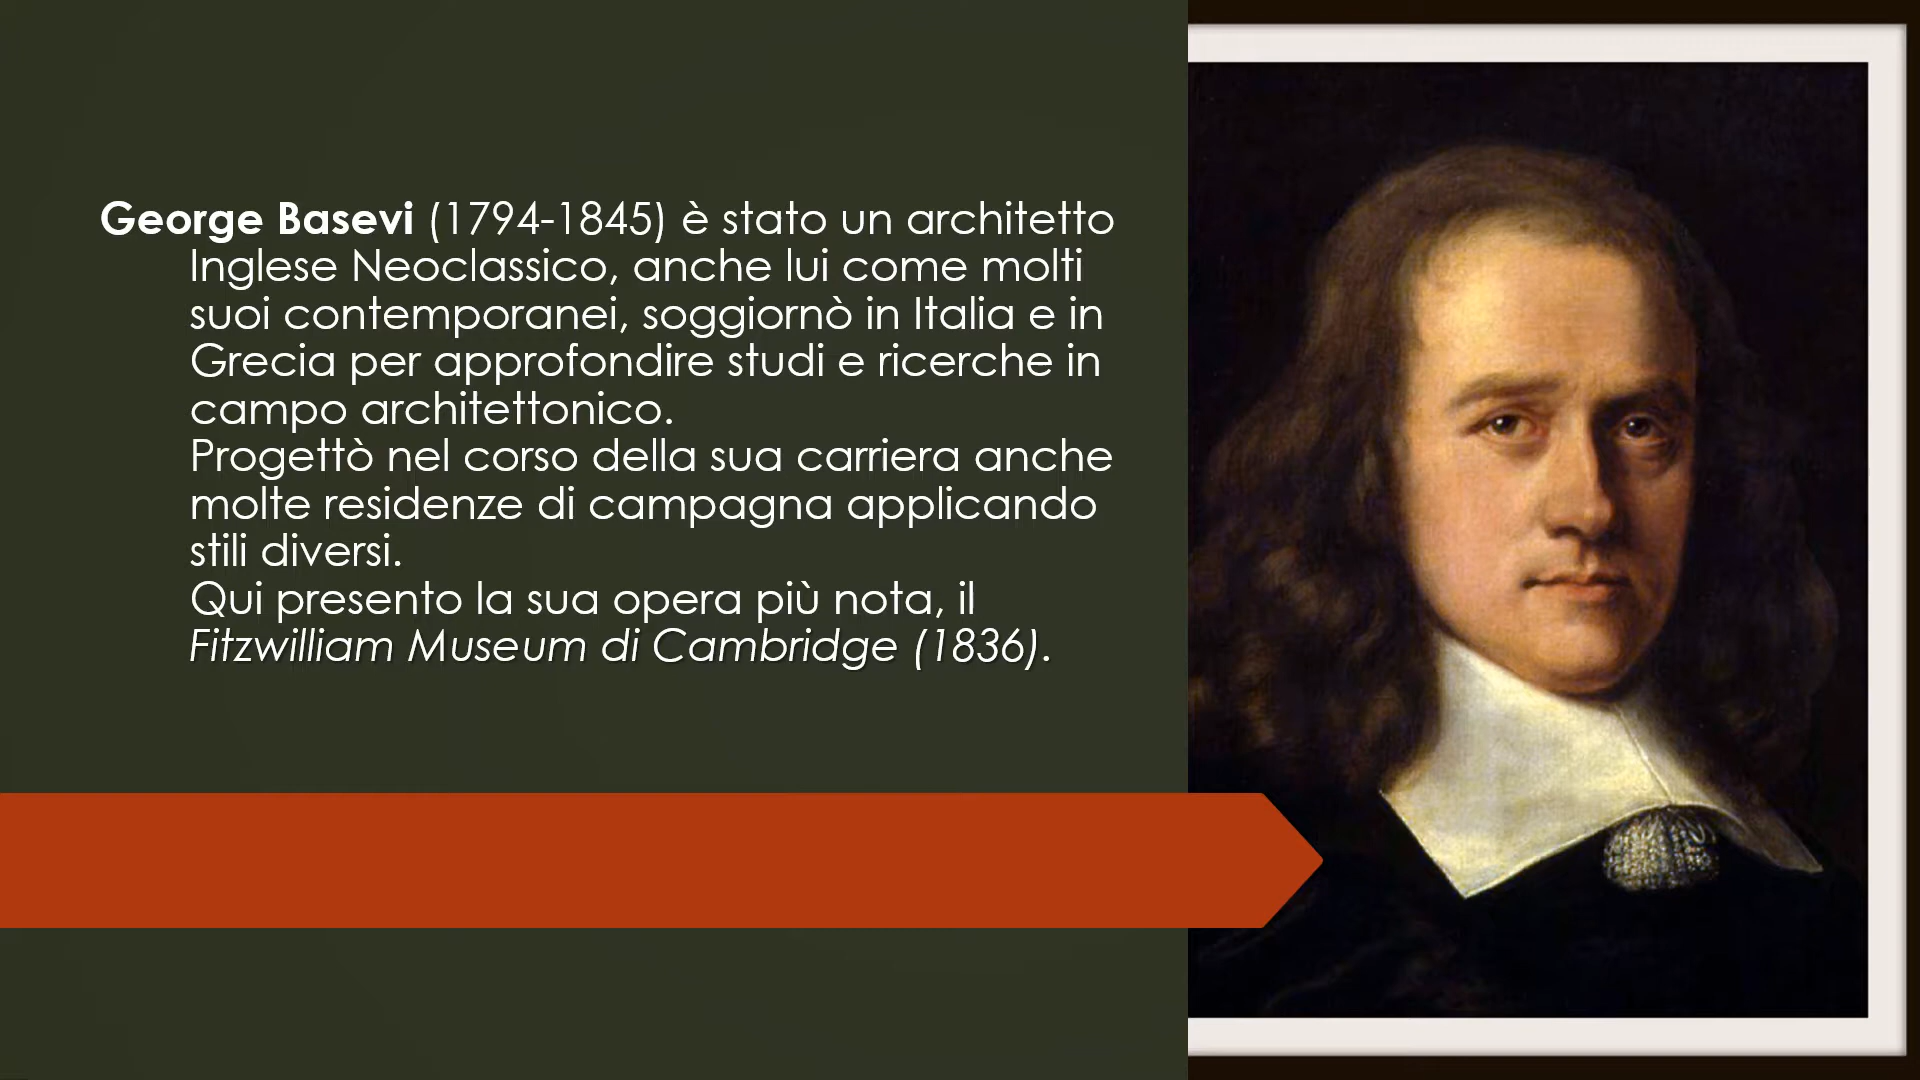 George Basevi (1794-1845) è stato un architetto
Inglese Neoclassico, anche lui come molti
suoi contemporanei, soggiornò in Italia e in
Grecia per approfondire studi e ricerche in
campo architettonico.
Progettò nel corso della sua carriera anche
molte residenze di campagna applicando
stili diversi.
Qui presento la sua opera più nota, il
Fitzwilliam Museum di Cambridge (1836).